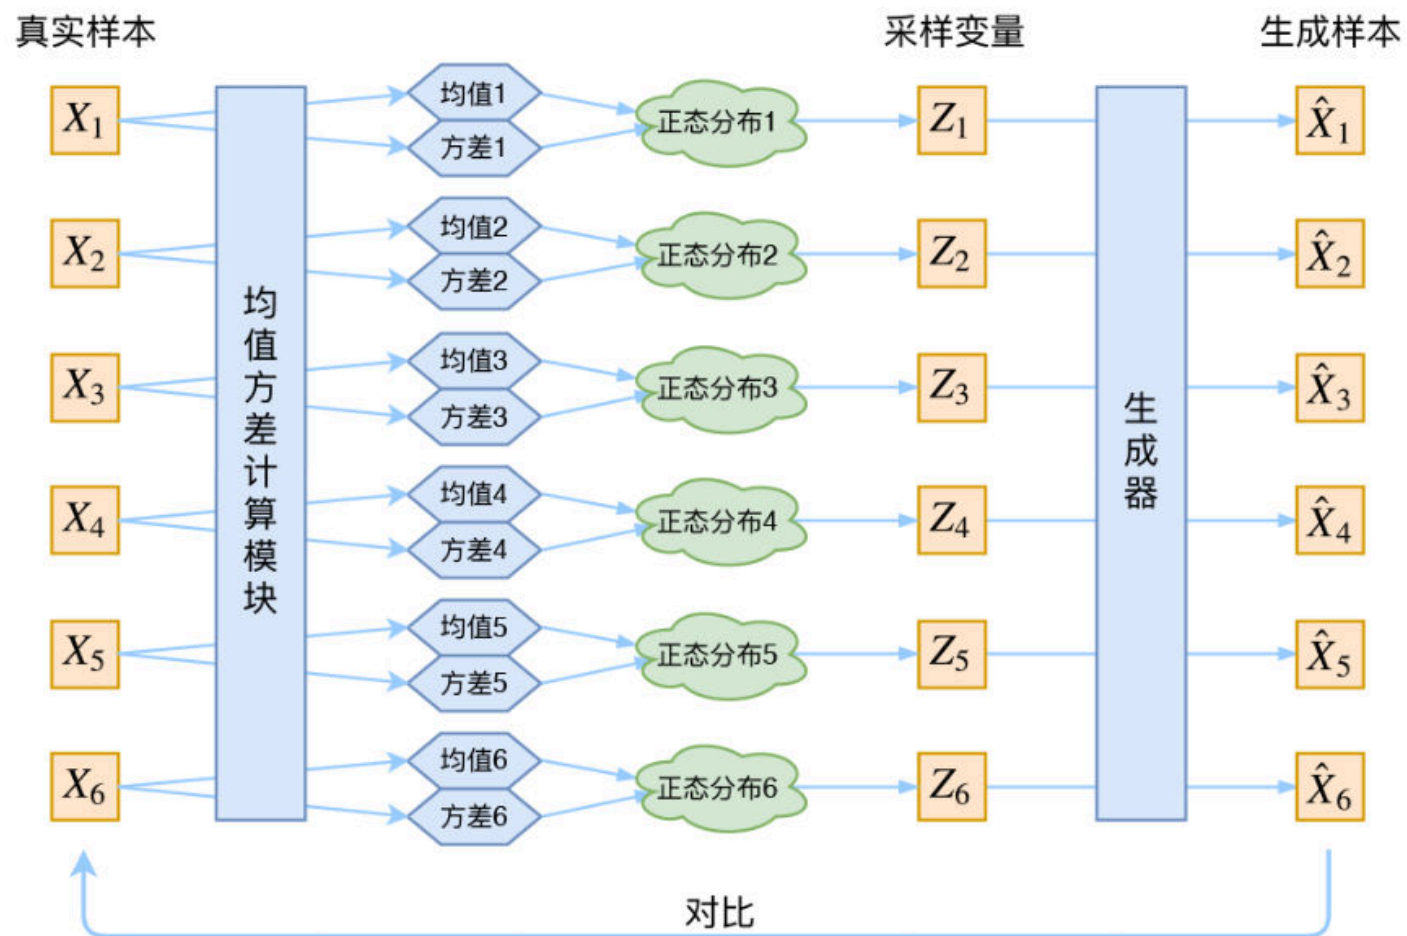 真实样本
采样变量
生成样本
X₁
均值1
方差1
正态分布1
Z₁
X̂₁
X₂
均值2
方差2
正态分布2
Z₂
X̂₂
X₃
均值3
方差3
正态分布3
Z₃
X̂₃
X₄
均值4
方差4
正态分布4
Z₄
X̂₄
X₅
均值5
方差5
正态分布5
Z₅
X̂₅
X₆
均值6
方差6
正态分布6
Z₆
X̂₆
均值方差计算模块
生成器
对比